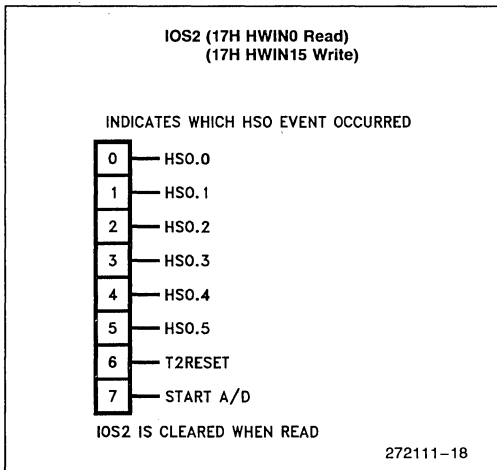 IOS2 (17H HWIN0 Read)
(17H HWIN15 Write)
INDICATES WHICH HSO EVENT OCCURRED
0 HSO.0
1 HSO.1
2 HSO.2
3 HSO.3
4 HSO.4
5 HSO.5
6 T2RESET
7 START A/D
IOS2 IS CLEARED WHEN READ
272111–18